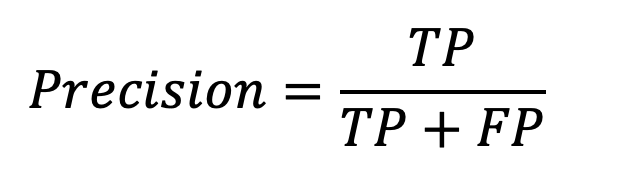 Precision = TP / TP + FP